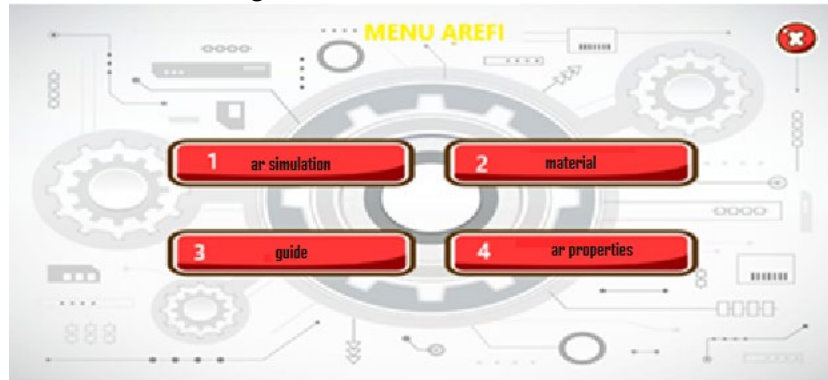 MENU AREFI
1 ar simulation
2 material
3 guide
4 ar properties